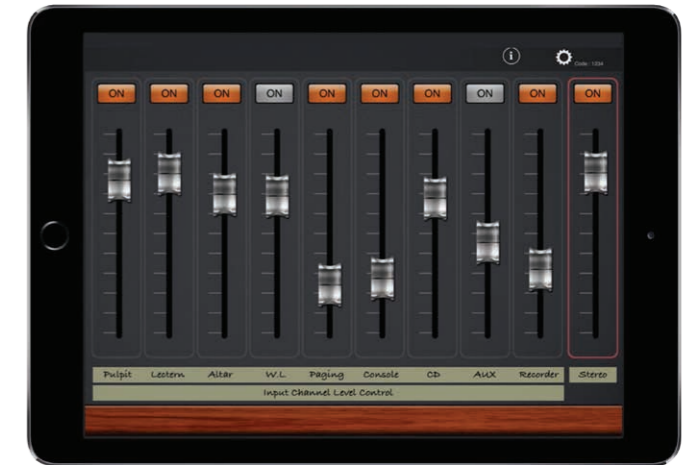 i
Code : 1234
ON ON ON ON ON ON ON ON ON ON
Pulpit Lectern Altar W.L Paging Console CD AUX Recorder Stereo
Input Channel Level Control